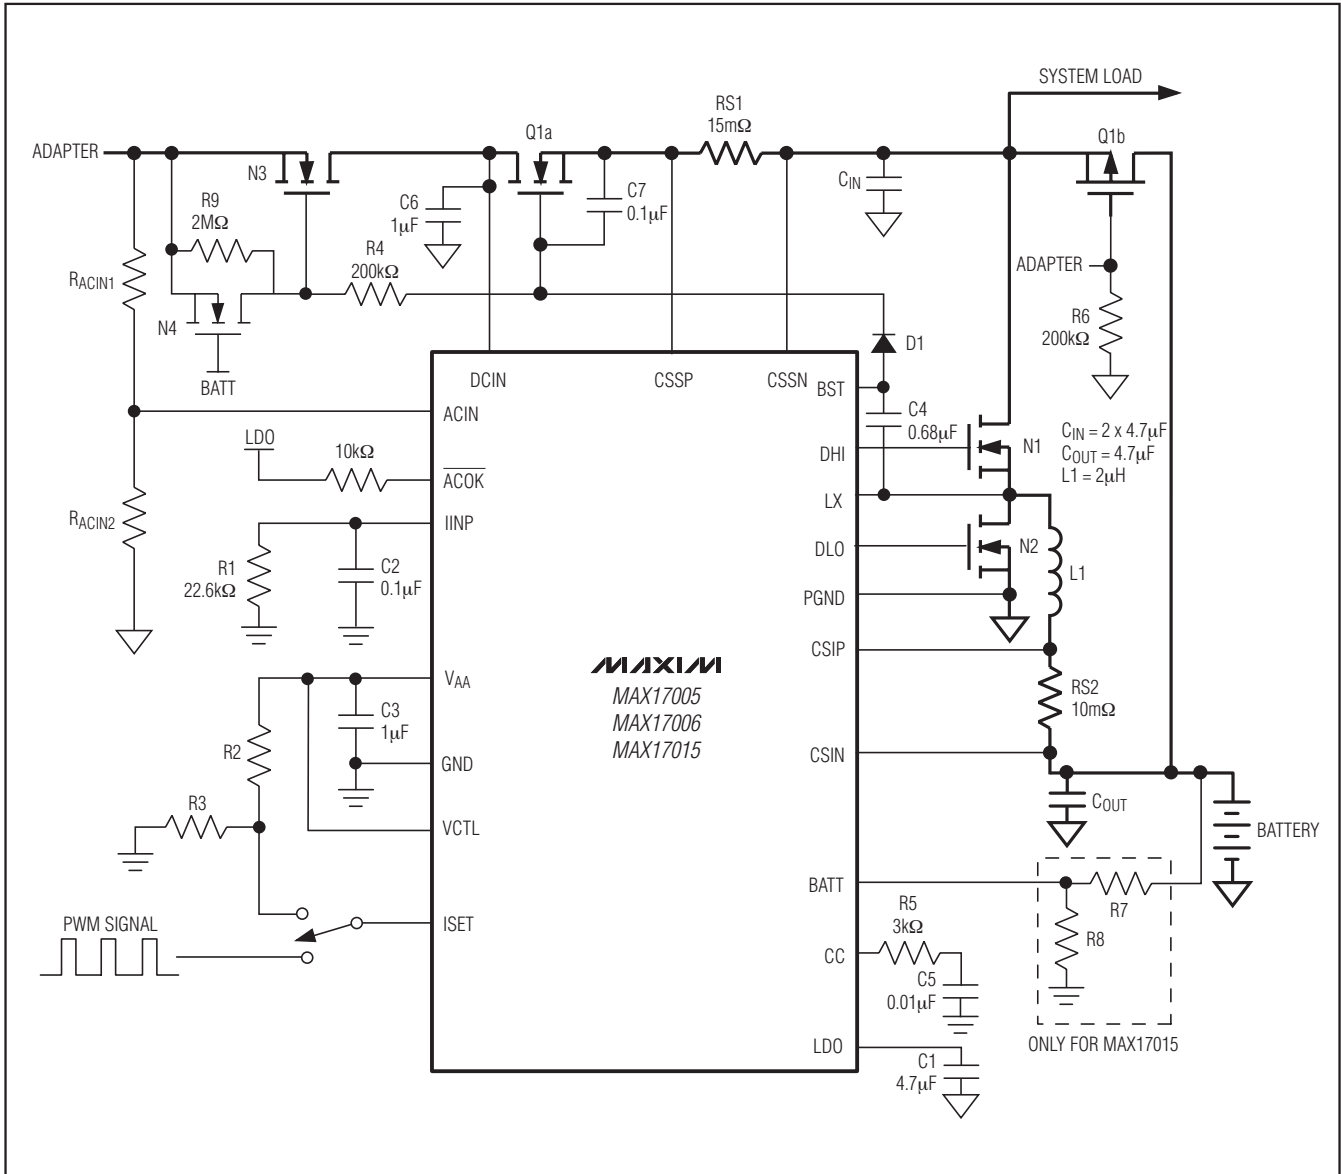 SYSTEM LOAD
RS1
15mΩ
ADAPTER
Q1a
Q1b
N3
C6
1µF
C7
0.1µF
CIN
R9
2MΩ
R4
200kΩ
ADAPTER
RACIN1
N4
R6
200kΩ
BATT
D1
DCIN
CSSP
CSSN
BST
ACIN
C4
0.68µF
LDO
10kΩ
DHI
N1
CIN = 2 x 4.7µF
COUT = 4.7µF
L1 = 2µH
ACOK
LX
RACIN2
IINP
DLO
N2
R1
22.6kΩ
C2
0.1µF
L1
PGND
CSIP
MAXIM
MAX17005
MAX17006
MAX17015
VAA
RS2
10mΩ
C3
1µF
R2
GND
CSIN
R3
VCTL
COUT
BATTERY
BATT
R7
R8
PWM SIGNAL
ISET
R5
3kΩ
CC
C5
0.01µF
LDO
ONLY FOR MAX17015
C1
4.7µF